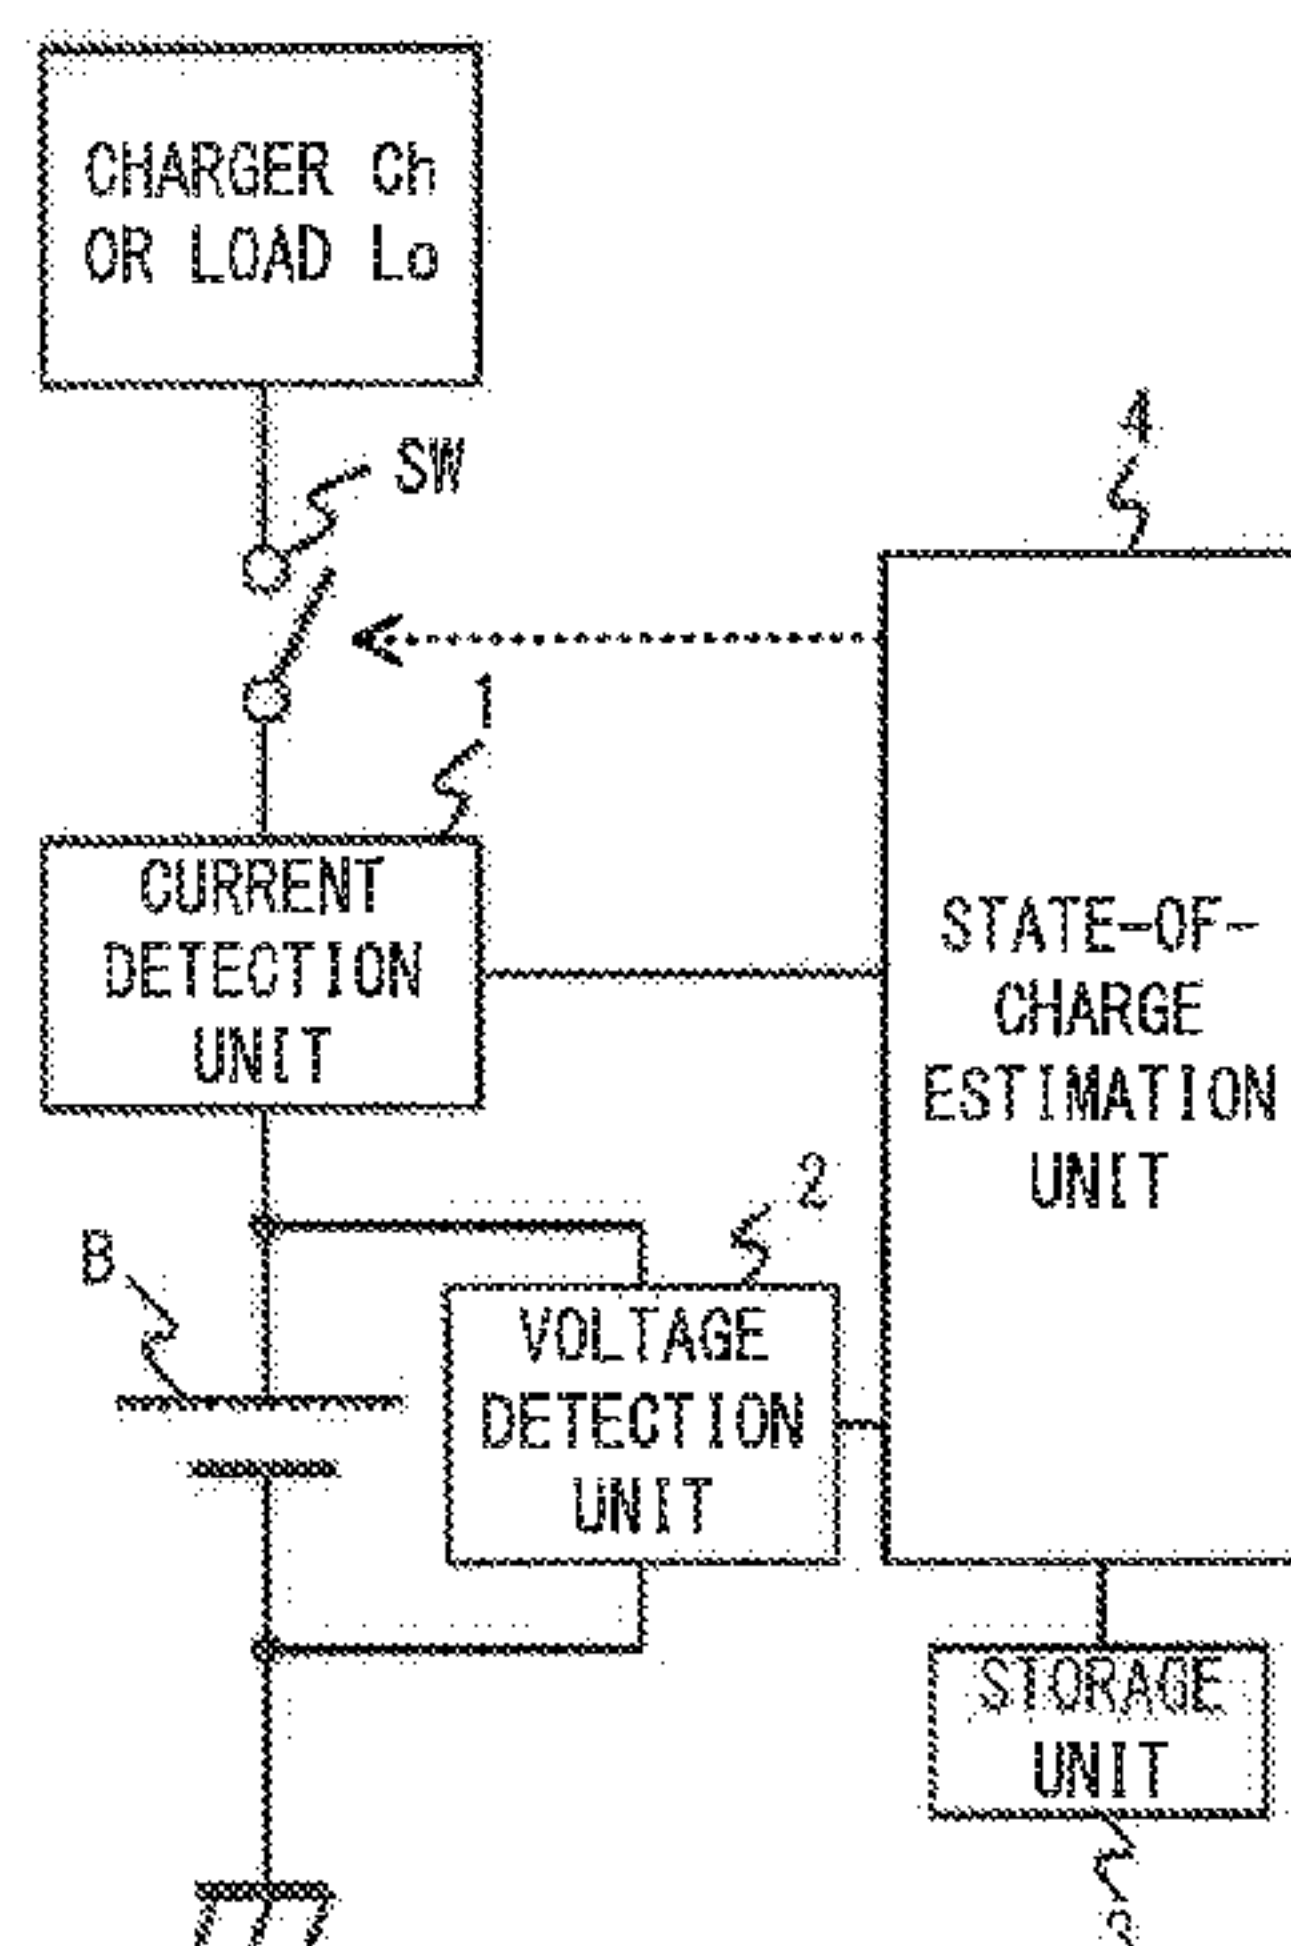 CHARGER Ch
OR LOAD Lo
SW
4
1
CURRENT
DETECTION
UNIT
STATE-OF-
CHARGE
ESTIMATION
UNIT
2
B
VOLTAGE
DETECTION
UNIT
STORAGE
UNIT